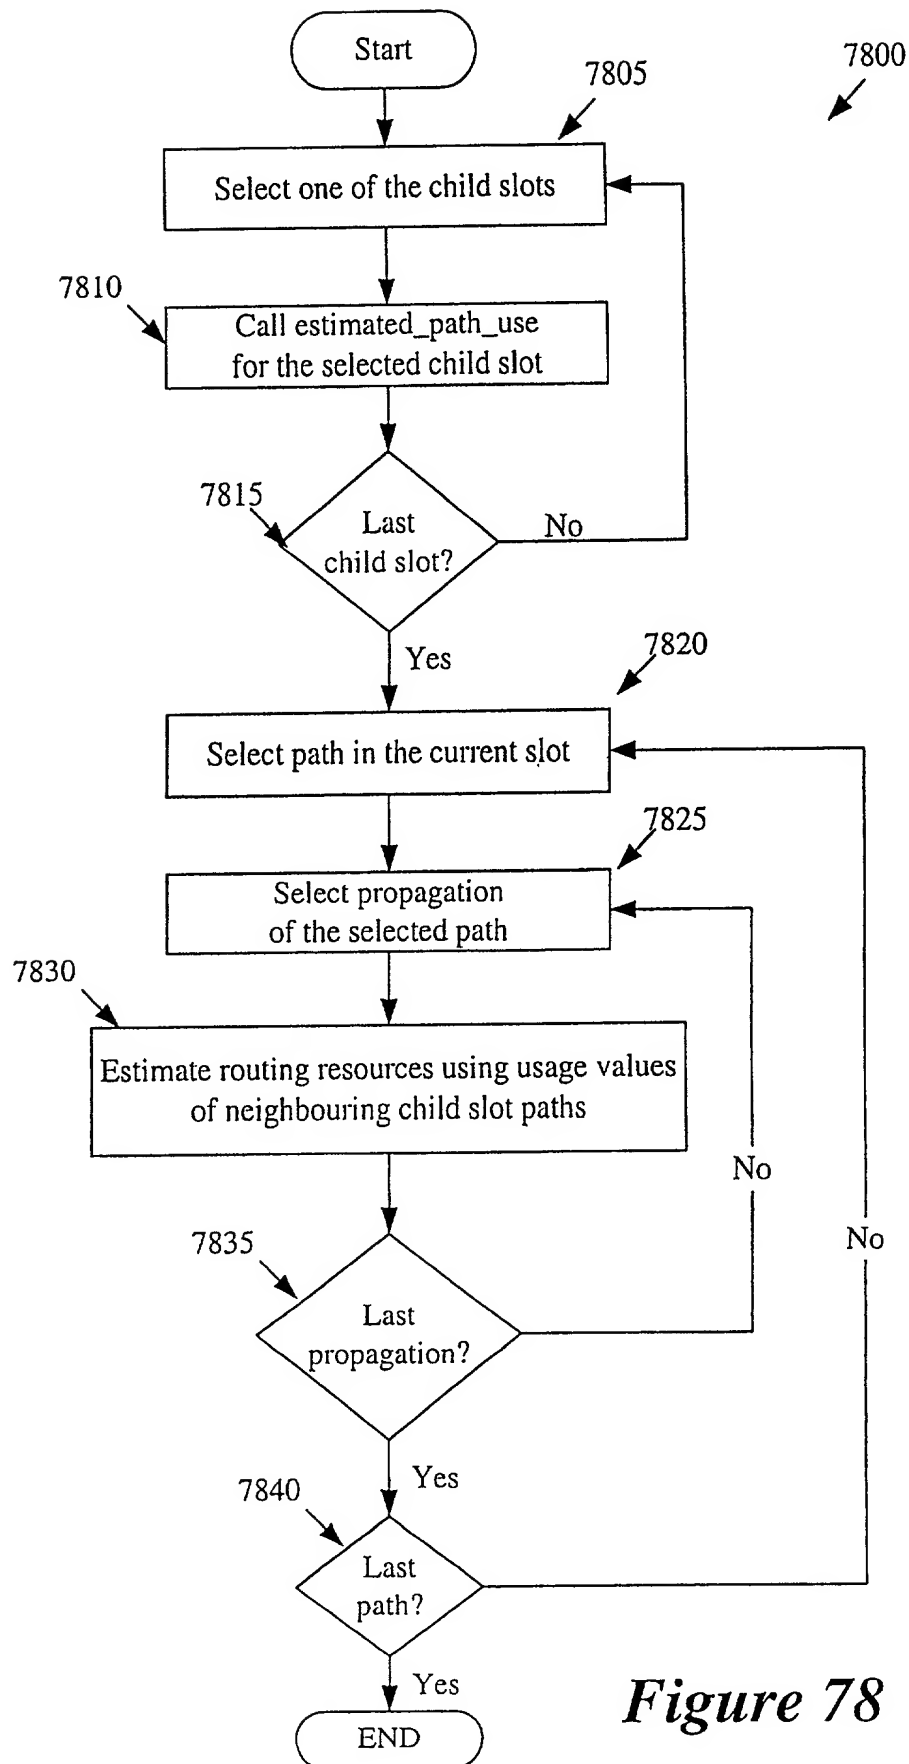 Start
7800
7805
Select one of the child slots
7810
Call estimated_path_use
for the selected child slot
7815
Last
child slot?
No
Yes
7820
Select path in the current slot
7825
Select propagation
of the selected path
7830
Estimate routing resources using usage values
of neighbouring child slot paths
No
7835
No
Last
propagation?
Yes
7840
Last
path?
Yes
Figure 78
END